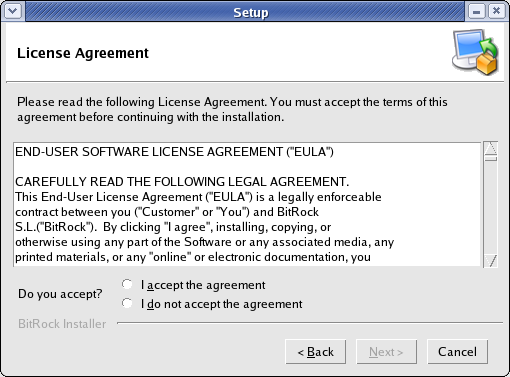 Setup
License Agreement
Please read the following License Agreement. You must accept the terms of this
agreement before continuing with the installation.
END-USER SOFTWARE LICENSE AGREEMENT ("EULA")
CAREFULLY READ THE FOLLOWING LEGAL AGREEMENT.
This End-User License Agreement ("EULA") is a legally enforceable
contract between you ("Customer" or "You") and BitRock
S.L.("BitRock").  By clicking "I agree", installing, copying, or
otherwise using any part of the Software or any associated media, any
printed materials, or any "online" or electronic documentation, you
Do you accept?
I accept the agreement
I do not accept the agreement
BitRock Installer
< Back
Next >
Cancel